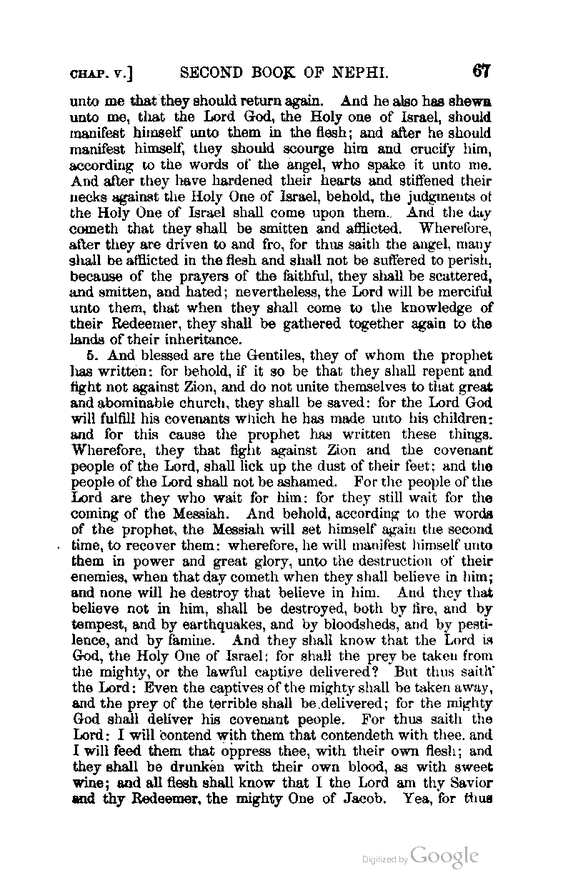 CHAP. V.] SECOND BOOK OF NEPHI. 67
unto me that they should return again. And he also has shewn
unto me, that the Lord God, the Holy one of Israel, should
manifest himself unto them in the flesh; and after he should
manifest himself, they should scourge him and crucify him,
according to the words of the angel, who spake it unto me.
And after they have hardened their hearts and stiffened their
necks against the Holy One of Israel, behold, the judgments of
the Holy One of Israel shall come upon them. And the day
cometh that they shall be smitten and afflicted. Wherefore,
after they are driven to and fro, for thus saith the angel, many
shall be afflicted in the flesh and shall not be suffered to perish,
because of the prayers of the faithful, they shall be scattered,
and smitten, and hated; nevertheless, the Lord will be merciful
unto them, that when they shall come to the knowledge of
their Redeemer, they shall be gathered together again to the
lands of their inheritance.
5. And blessed are the Gentiles, they of whom the prophet
has written: for behold, if it so be that they shall repent and
fight not against Zion, and do not unite themselves to that great
and abominable church, they shall be saved: for the Lord God
will fulfill his covenants which he has made unto his children;
and for this cause the prophet has written these things.
Wherefore, they that fight against Zion and the covenant
people of the Lord, shall lick up the dust of their feet: and the
people of the Lord shall not be ashamed. For the people of the
Lord are they who wait for him: for they still wait for the
coming of the Messiah. And behold, according to the words
of the prophet, the Messiah will set himself again the second
time, to recover them: wherefore, he will manifest himself unto
them in power and great glory, unto the destruction of their
enemies, when that day cometh when they shall believe in him;
and none will he destroy that believe in him. And they that
believe not in him, shall be destroyed, both by fire, and by
tempest, and by earthquakes, and by bloodsheds, and by pesti-
lence, and by famine. And they shall know that the Lord is
God, the Holy One of Israel: for shall the prey be taken from
the mighty, or the lawful captive delivered? But thus saith
the Lord: Even the captives of the mighty shall be taken away,
and the prey of the terrible shall be delivered; for the mighty
God shall deliver his covenant people. For thus saith the
Lord: I will contend with them that contendeth with thee, and
I will feed them that oppress thee, with their own flesh; and
they shall be drunken with their own blood, as with sweet
wine; and all flesh shall know that I the Lord am thy Savior
and thy Redeemer, the mighty One of Jacob. Yea, for thus
Digitized by Google